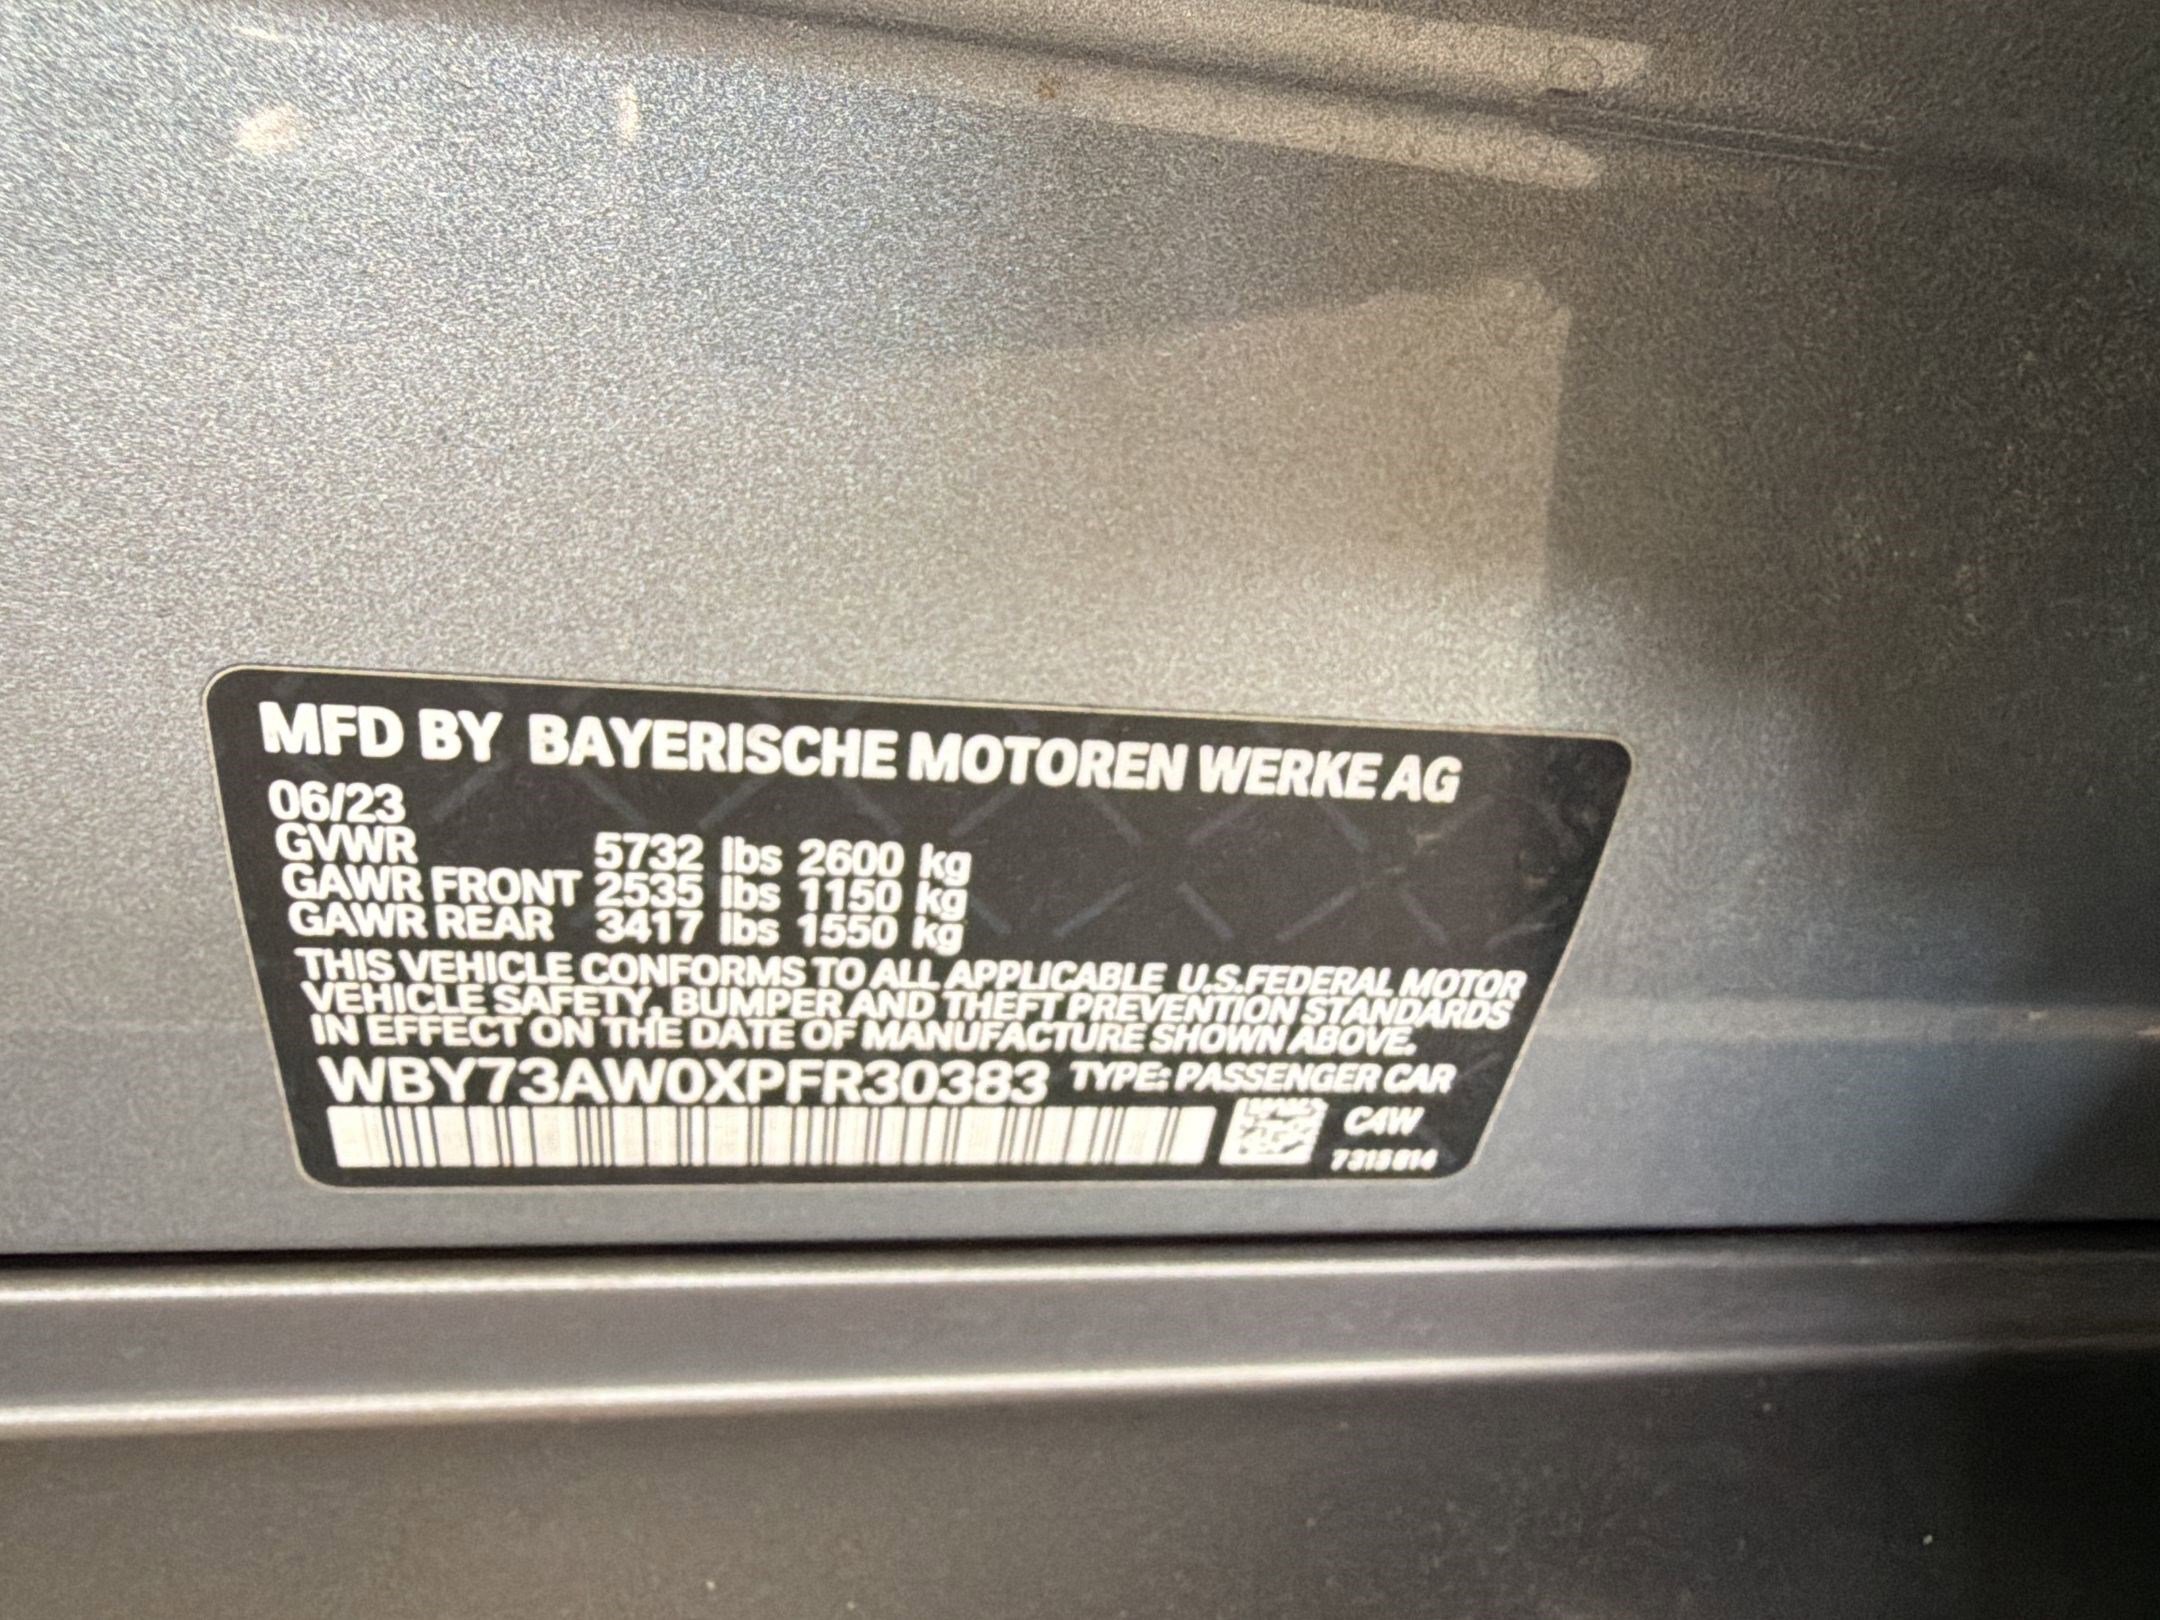 MFD BY BAYERISCHE MOTOREN WERKE AG
06/23
GVWR 5732 lbs 2600 kg
GAWR FRONT 2535 lbs 1150 kg
GAWR REAR 3417 lbs 1550 kg
THIS VEHICLE CONFORMS TO ALL APPLICABLE U.S.FEDERAL MOTOR
VEHICLE SAFETY, BUMPER AND THEFT PREVENTION STANDARDS
IN EFFECT ON THE DATE OF MANUFACTURE SHOWN ABOVE.
WBY73AW0XPFR30383 TYPE: PASSENGER CAR
C4W